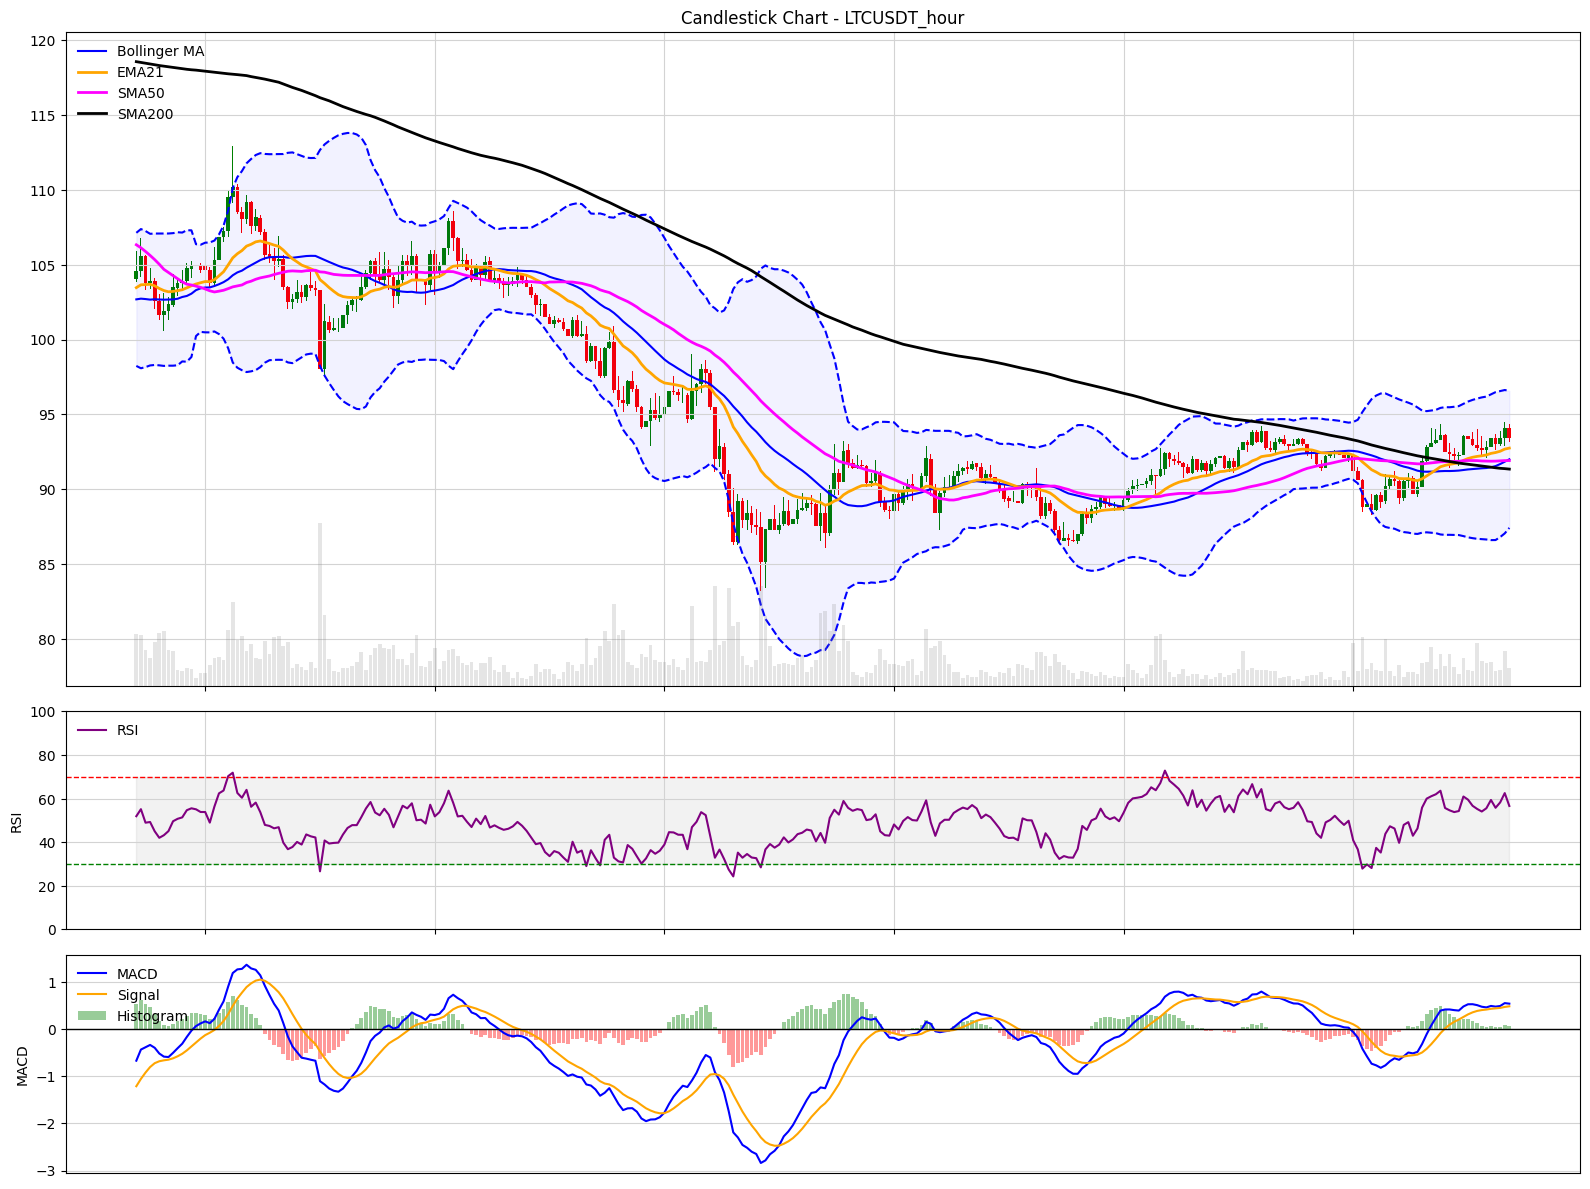 Candlestick Chart - LTCUSDT_hour
120
115
110
105
100
95
90
85
80
Bollinger MA
EMA21
SMA50
SMA200
100
80
60
40
20
0
RSI
RSI
1
0
−1
−2
−3
MACD
MACD
Signal
Histogram